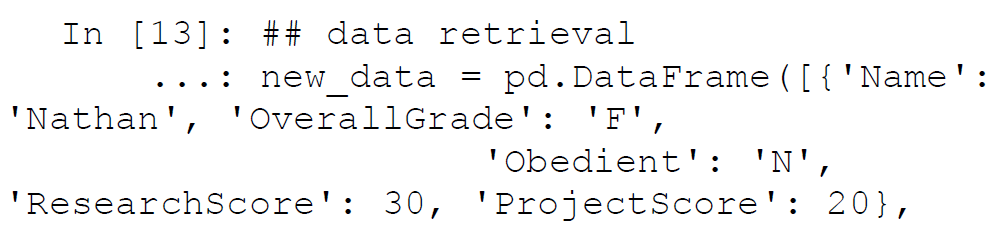 In [13]: ## data retrieval
...: new_data = pd.DataFrame([{'Name':
'Nathan', 'OverallGrade': 'F',
'Obedient': 'N',
'ResearchScore': 30, 'ProjectScore': 20},